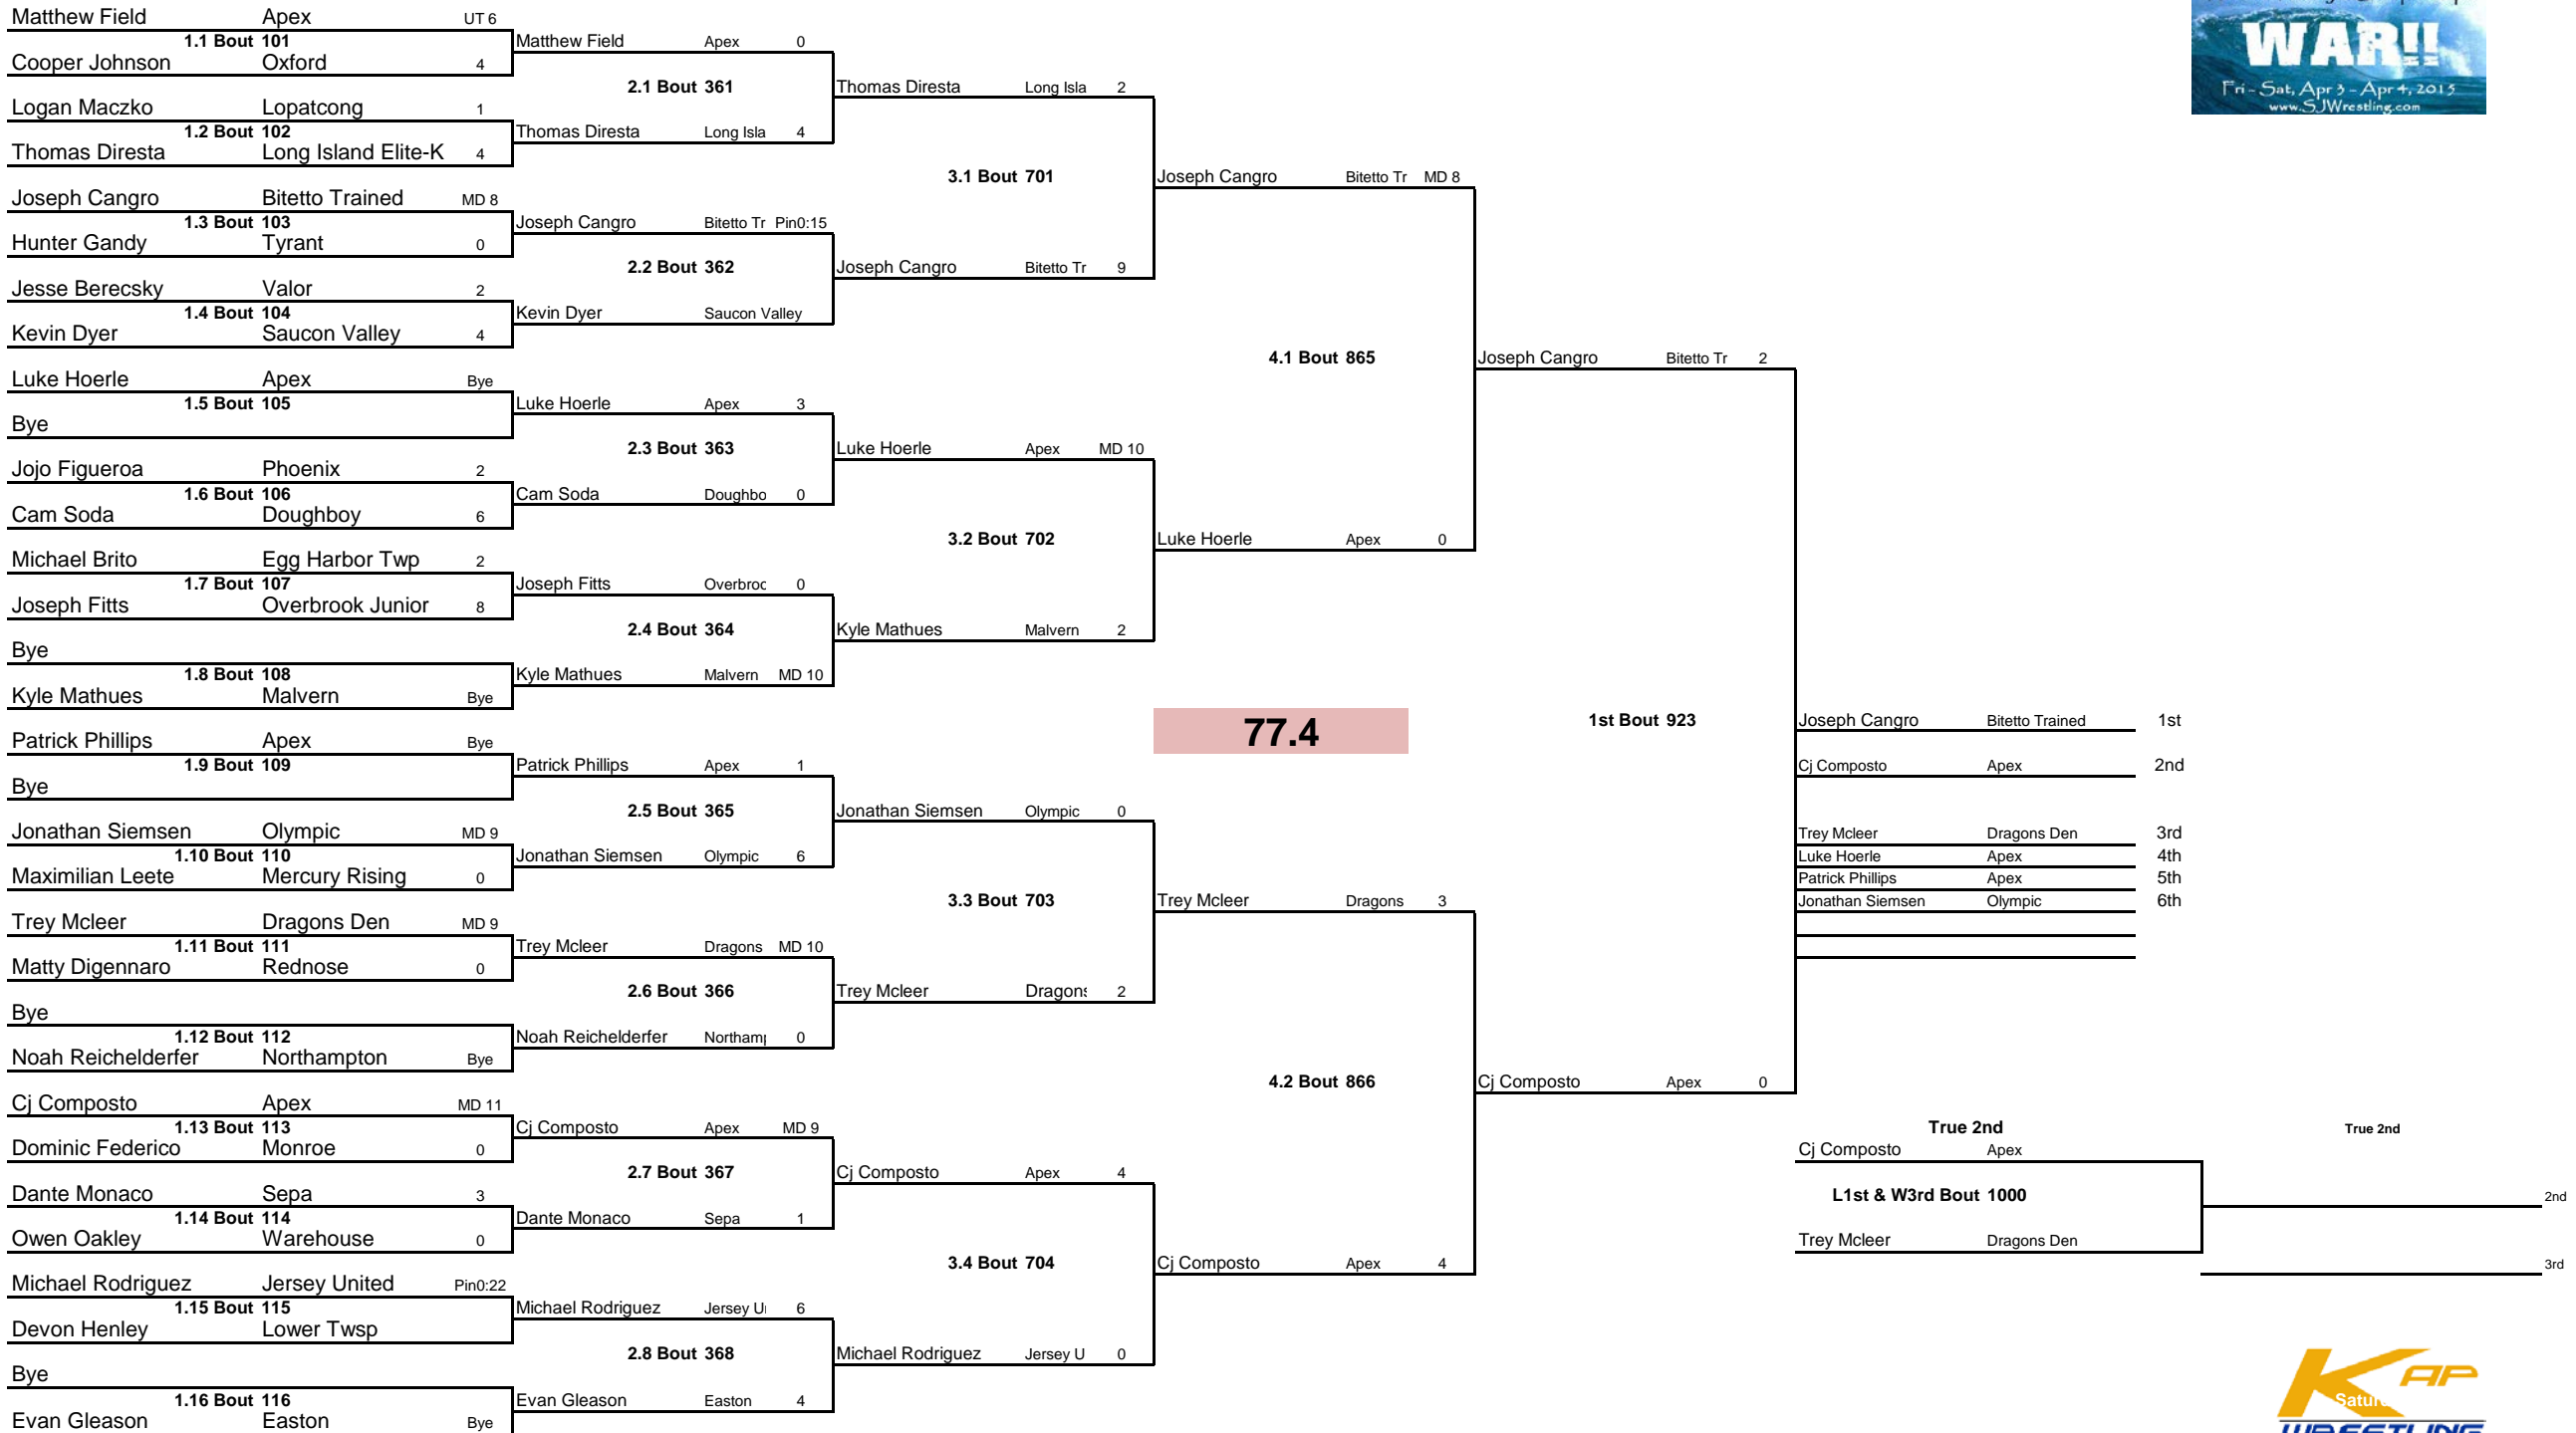 Matthew Field Apex UT 6
1.1 Bout 101
Cooper Johnson Oxford 4
Logan Maczko Lopatcong 1
1.2 Bout 102
Thomas Diresta Long Island Elite-K 4
Joseph Cangro Bitetto Trained MD 8
1.3 Bout 103
Hunter Gandy Tyrant 0
Jesse Berecsky Valor 2
1.4 Bout 104
Kevin Dyer Saucon Valley 4
Luke Hoerle Apex Bye
1.5 Bout 105
Bye
Jojo Figueroa Phoenix 2
1.6 Bout 106
Cam Soda Doughboy 6
Michael Brito Egg Harbor Twp 2
1.7 Bout 107
Joseph Fitts Overbrook Junior 8
Bye
1.8 Bout 108
Kyle Mathues Malvern Bye
Patrick Phillips Apex Bye
1.9 Bout 109
Bye
Jonathan Siemsen Olympic MD 9
1.10 Bout 110
Maximilian Leete Mercury Rising 0
Trey Mcleer Dragons Den MD 9
1.11 Bout 111
Matty Digennaro Rednose 0
Bye
1.12 Bout 112
Noah Reichelderfer Northampton Bye
Cj Composto Apex MD 11
1.13 Bout 113
Dominic Federico Monroe 0
Dante Monaco Sepa 3
1.14 Bout 114
Owen Oakley Warehouse 0
Michael Rodriguez Jersey United Pin0:22
1.15 Bout 115
Devon Henley Lower Twsp
Bye
1.16 Bout 116
Evan Gleason Easton Bye
Matthew Field Apex 0
2.1 Bout 361
Thomas Diresta Long Isla 4
Joseph Cangro Bitetto Tr Pin0:15
2.2 Bout 362
Kevin Dyer Saucon Valley
Luke Hoerle Apex 3
2.3 Bout 363
Cam Soda Doughbo 0
Joseph Fitts Overbroc 0
2.4 Bout 364
Kyle Mathues Malvern MD 10
Patrick Phillips Apex 1
2.5 Bout 365
Jonathan Siemsen Olympic 6
Trey Mcleer Dragons MD 10
2.6 Bout 366
Noah Reichelderfer Northam 0
Cj Composto Apex MD 9
2.7 Bout 367
Dante Monaco Sepa 1
Michael Rodriguez Jersey U 6
2.8 Bout 368
Evan Gleason Easton 4
Thomas Diresta Long Isla 2
3.1 Bout 701
Joseph Cangro Bitetto Tr 9
Luke Hoerle Apex MD 10
3.2 Bout 702
Kyle Mathues Malvern 2
Jonathan Siemsen Olympic 0
3.3 Bout 703
Trey Mcleer Dragons 2
Cj Composto Apex 4
3.4 Bout 704
Michael Rodriguez Jersey U 0
Joseph Cangro Bitetto Tr MD 8
4.1 Bout 865
Luke Hoerle Apex 0
77.4
Trey Mcleer Dragons 3
4.2 Bout 866
Cj Composto Apex 4
Joseph Cangro Bitetto Tr 2
1st Bout 923
Cj Composto Apex 0
Joseph Cangro Bitetto Trained 1st
Cj Composto Apex 2nd
Trey Mcleer Dragons Den 3rd
Luke Hoerle Apex 4th
Patrick Phillips Apex 5th
Jonathan Siemsen Olympic 6th
True 2nd True 2nd
Cj Composto Apex
L1st & W3rd Bout 1000
2nd
Trey Mcleer Dragons Den
3rd
WAR!!
Fri - Sat, Apr 3 - Apr 4, 2015
www.SJWrestling.com
KAP
Satur
WRESTLING